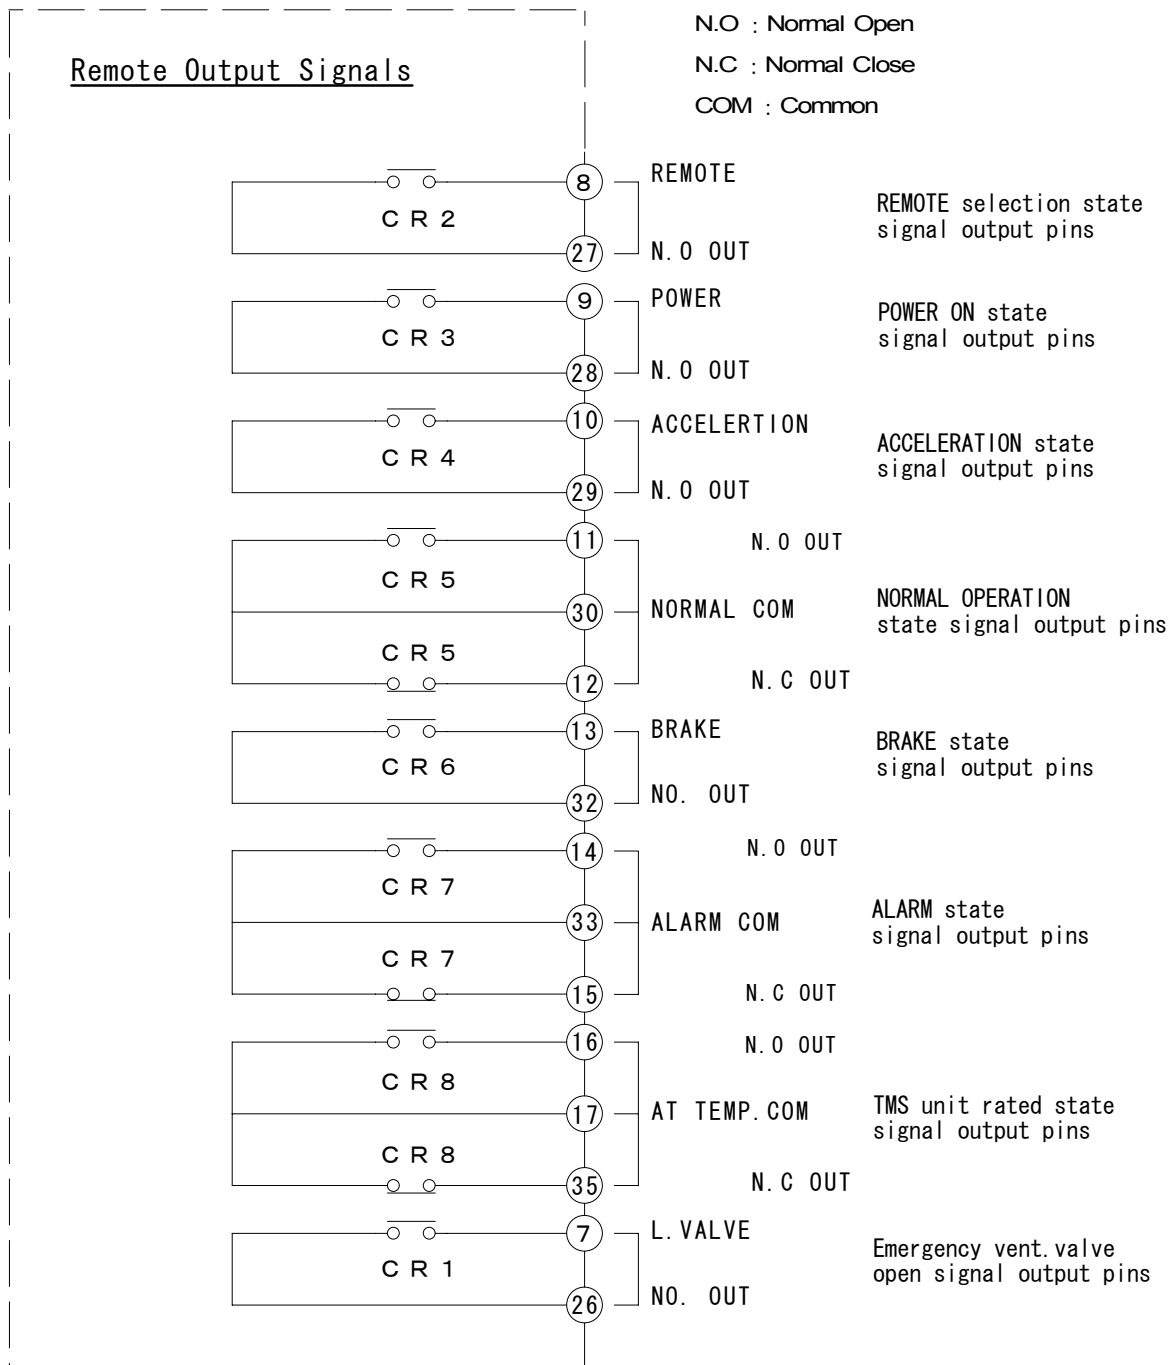 N.O : Normal Open
N.C : Normal Close
COM : Common
Remote Output Signals
8 REMOTE
CR2
REMOTE selection state
signal output pins
27 N.O OUT
9 POWER
CR3
POWER ON state
signal output pins
28 N.O OUT
10 ACCELERTION
CR4
ACCELERATION state
signal output pins
29 N.O OUT
11 N.O OUT
CR5
30 NORMAL COM
NORMAL OPERATION
state signal output pins
CR5
12 N.C OUT
13 BRAKE
CR6
BRAKE state
signal output pins
32 NO. OUT
14 N.O OUT
CR7
33 ALARM COM
ALARM state
signal output pins
CR7
15 N.C OUT
16 N.O OUT
CR8
17 AT TEMP.COM
TMS unit rated state
signal output pins
CR8
35 N.C OUT
7 L.VALVE
CR1
Emergency vent.valve
open signal output pins
26 NO. OUT